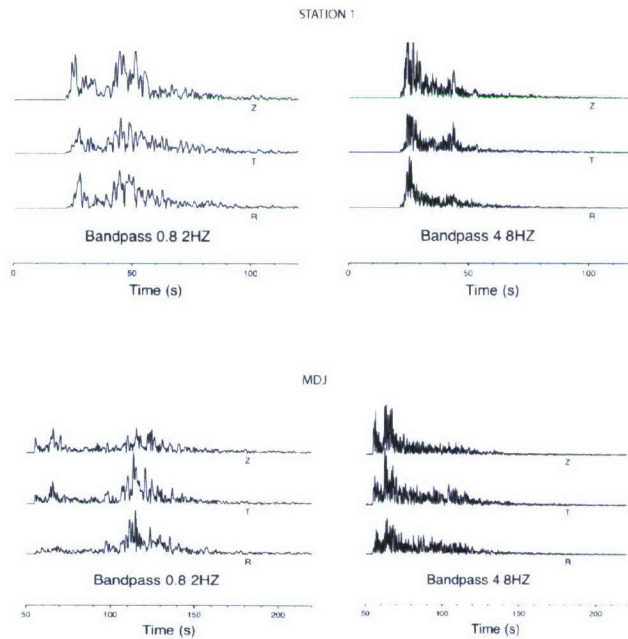 STATION 1
Z
T
R
Bandpass 0.8 2HZ
0 50 100
Time (s)
Z
T
R
Bandpass 4 8HZ
0 50 100
Time (s)
MDJ
Z
T
R
Bandpass 0.8 2HZ
50 100 150 200
Time (s)
Z
T
R
Bandpass 4 8HZ
50 100 150 200
Time (s)